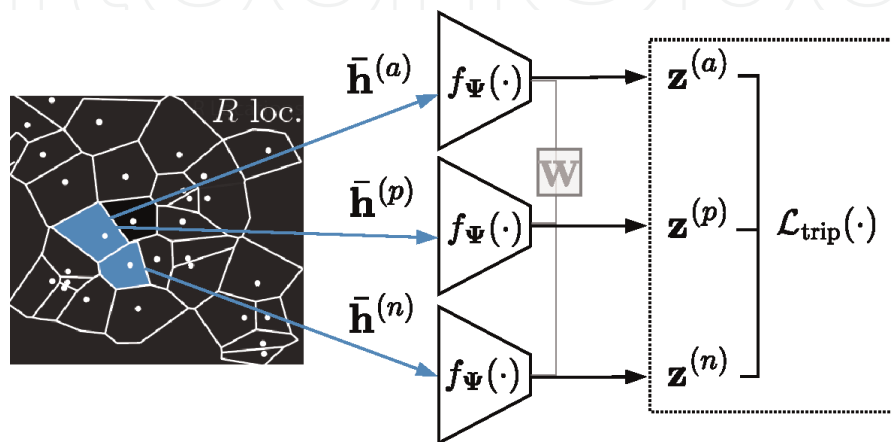 R loc.
h̄⁽ᵃ⁾
f_Ψ(·)
z⁽ᵃ⁾
W
h̄⁽ᵖ⁾
f_Ψ(·)
z⁽ᵖ⁾
ℒ_trip(·)
h̄⁽ⁿ⁾
f_Ψ(·)
z⁽ⁿ⁾